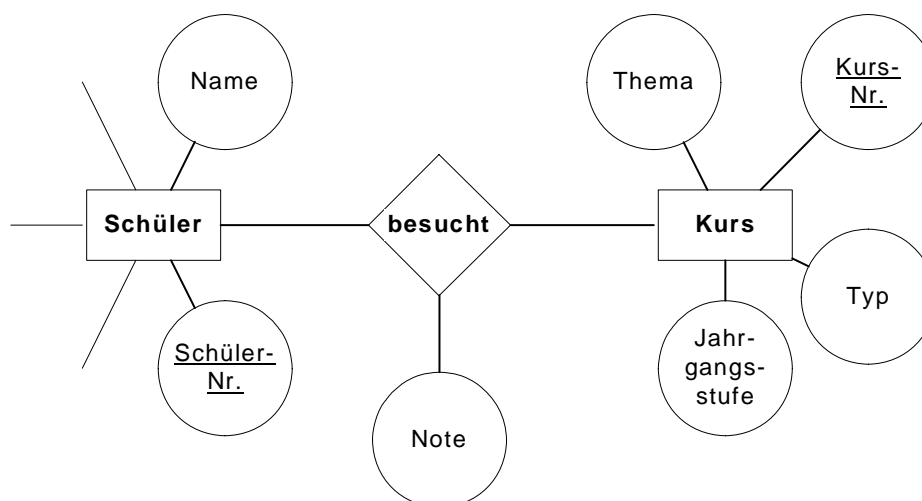 Name
Thema
Kurs-
Nr.
Schüler
besucht
Kurs
Typ
Schüler-
Nr.
Jahr-
gangs-
stufe
Note